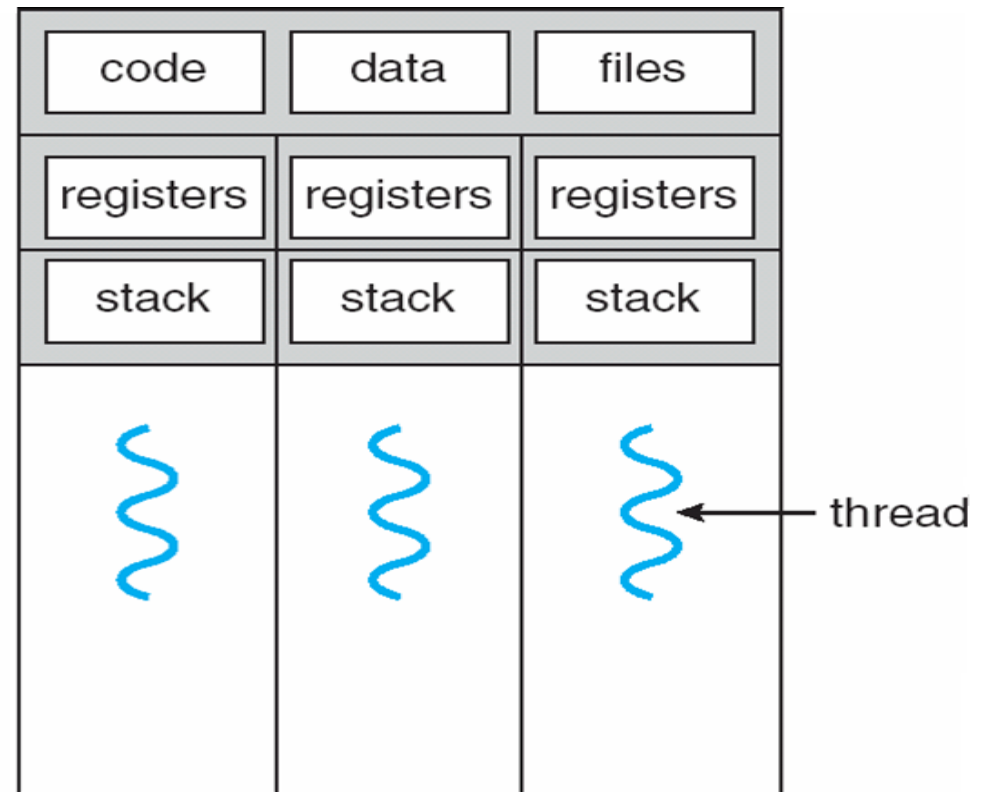 code data files
registers registers registers
stack stack stack
thread